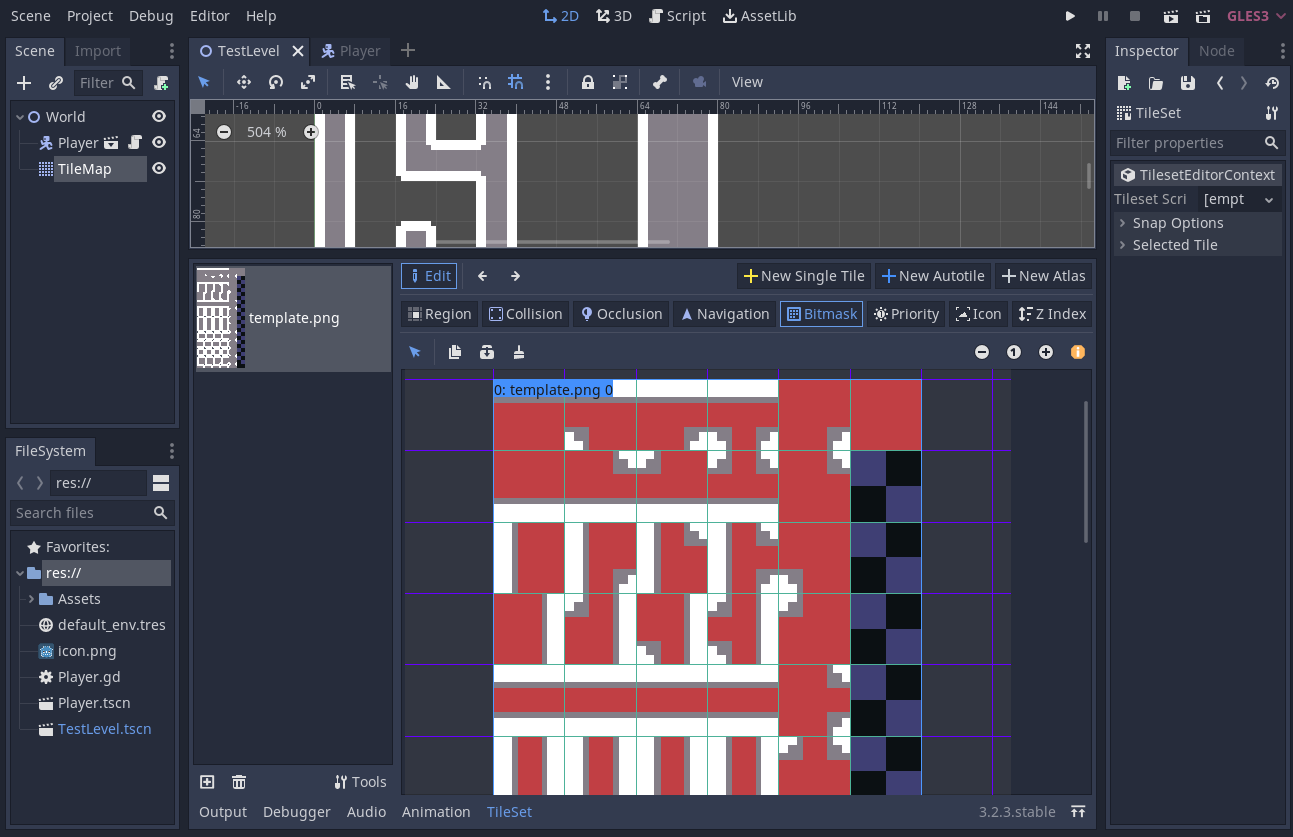 Scene Project Debug Editor Help 2D 3D Script AssetLib GLES3
Scene Import
TestLevel Player
Inspector Node
Filter
View
World
Player
TileMap
-16 0 16 32 48 64 80 96 112 128 144
64
80
504 %
TileSet
Filter properties
TilesetEditorContext
Tileset Scri [empt
Snap Options
Selected Tile
template.png
Edit New Single Tile New Autotile New Atlas
Region Collision Occlusion Navigation Bitmask Priority Icon Z Index
1
0: template.png 0
FileSystem
res://
Search files
Favorites:
res://
Assets
default_env.tres
icon.png
Player.gd
Player.tscn
TestLevel.tscn
Tools
Output Debugger Audio Animation TileSet 3.2.3.stable